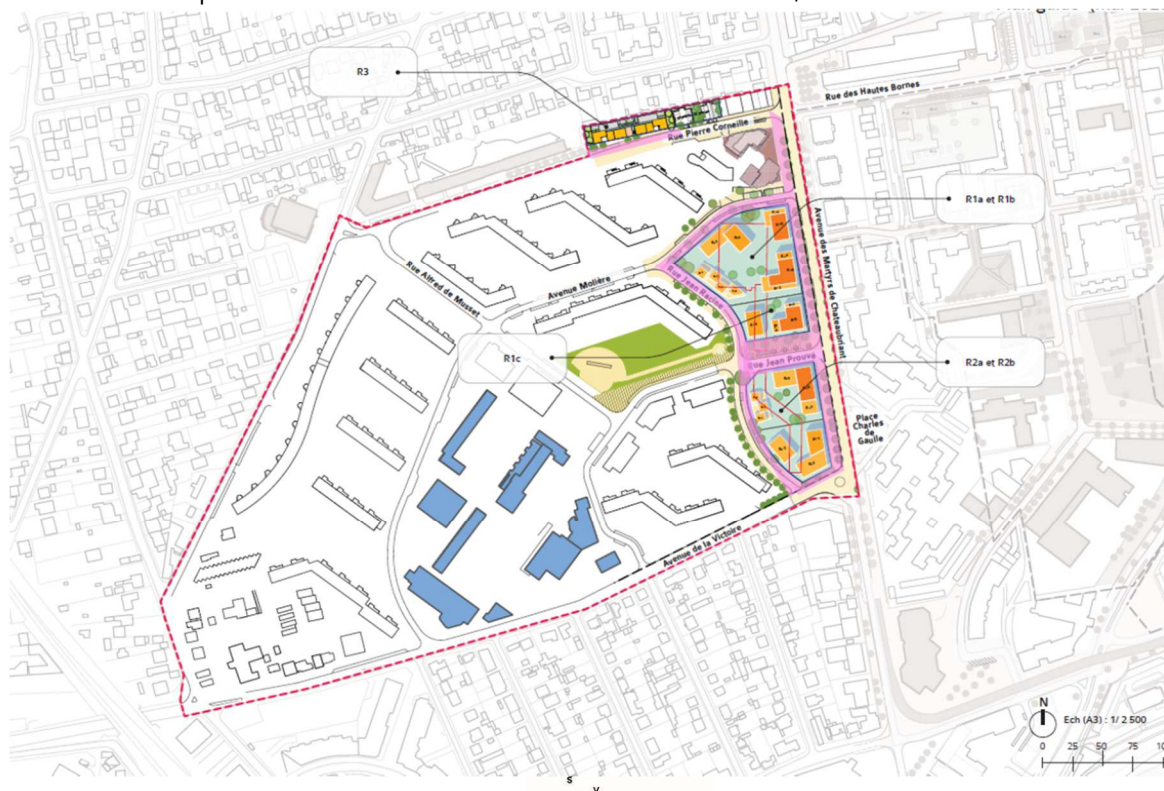 R3
Rue des Hautes Bornes
Rue Pierre Corneille
R1a et R1b
Avenue des Martyrs de Chateaubriant
Rue Alfred de Musset
Avenue Molière
Rue Jean Racine
R1c
Rue Jean Prouvé
R2a et R2b
Place
Charles
de
Gaulle
Avenue de la Victoire
N
Ech (A3) : 1/ 2 500
0 25 50 75
s
v